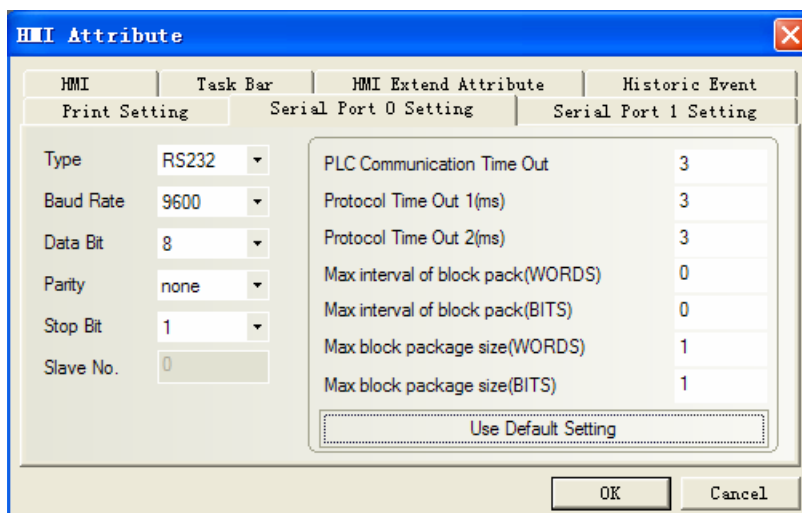 HMI Attribute
HMI Task Bar HMI Extend Attribute Historic Event
Print Setting Serial Port 0 Setting Serial Port 1 Setting
Type RS232
Baud Rate 9600
Data Bit 8
Parity none
Stop Bit 1
Slave No. 0
PLC Communication Time Out 3
Protocol Time Out 1(ms) 3
Protocol Time Out 2(ms) 3
Max interval of block pack(WORDS) 0
Max interval of block pack(BITS) 0
Max block package size(WORDS) 1
Max block package size(BITS) 1
Use Default Setting
OK Cancel